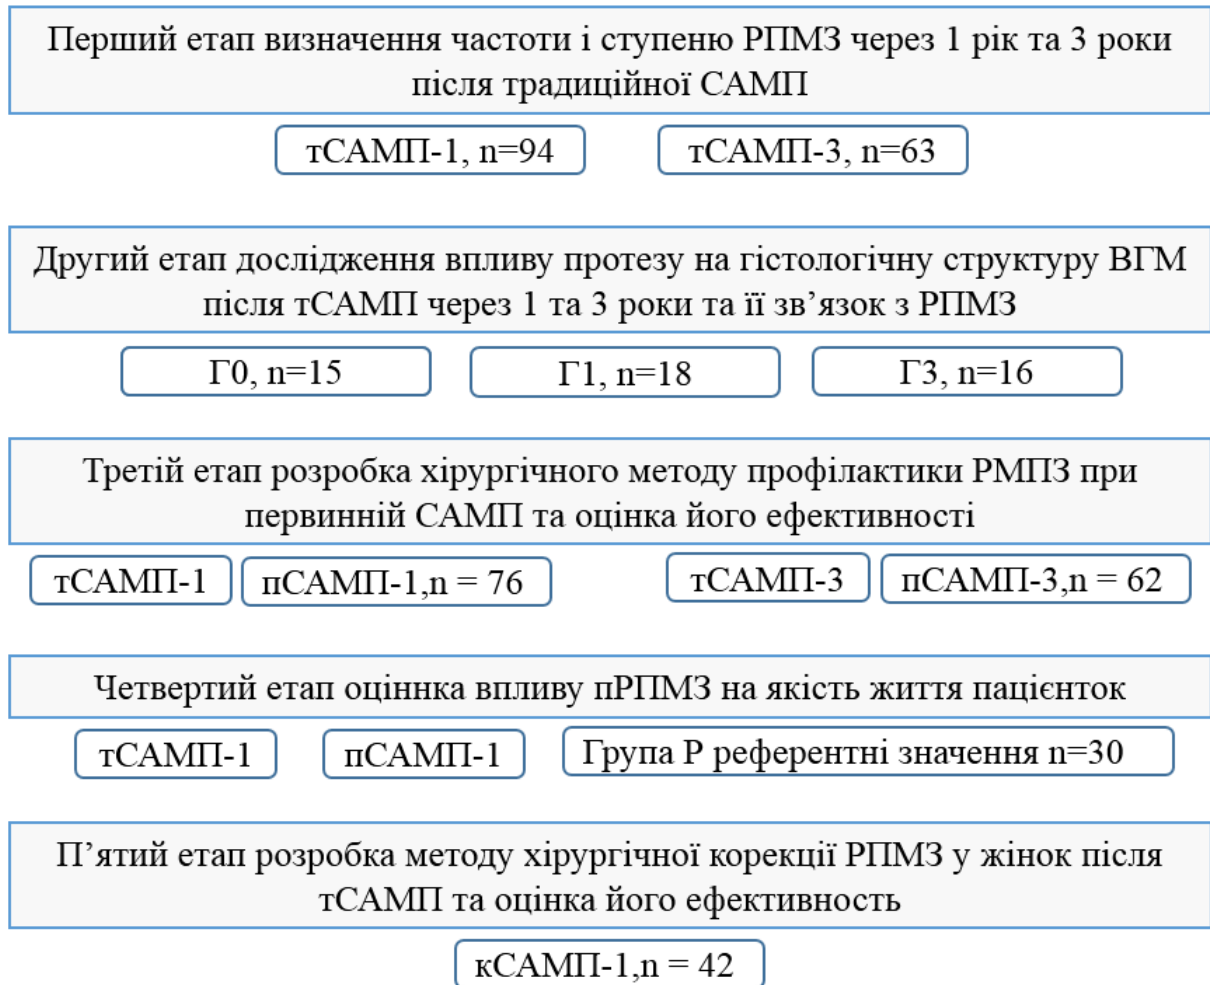 Перший етап визначення частоти і ступеню РПМЗ через 1 рік та 3 роки
після традиційної САМП
тСАМП-1, n=94
тСАМП-3, n=63
Другий етап дослідження впливу протезу на гістологічну структуру ВГМ
після тСАМП через 1 та 3 роки та її зв’язок з РПМЗ
Г0, n=15
Г1, n=18
Г3, n=16
Третій етап розробка хірургічного методу профілактики РМПЗ при
первинній САМП та оцінка його ефективності
тСАМП-1
пСАМП-1,n = 76
тСАМП-3
пСАМП-3,n = 62
Четвертий етап оціннка впливу пРПМЗ на якість життя пацієнток
тСАМП-1
пСАМП-1
Група Р референтні значення n=30
П’ятий етап розробка методу хірургічної корекції РПМЗ у жінок після
тСАМП та оцінка його ефективность
кСАМП-1,n = 42